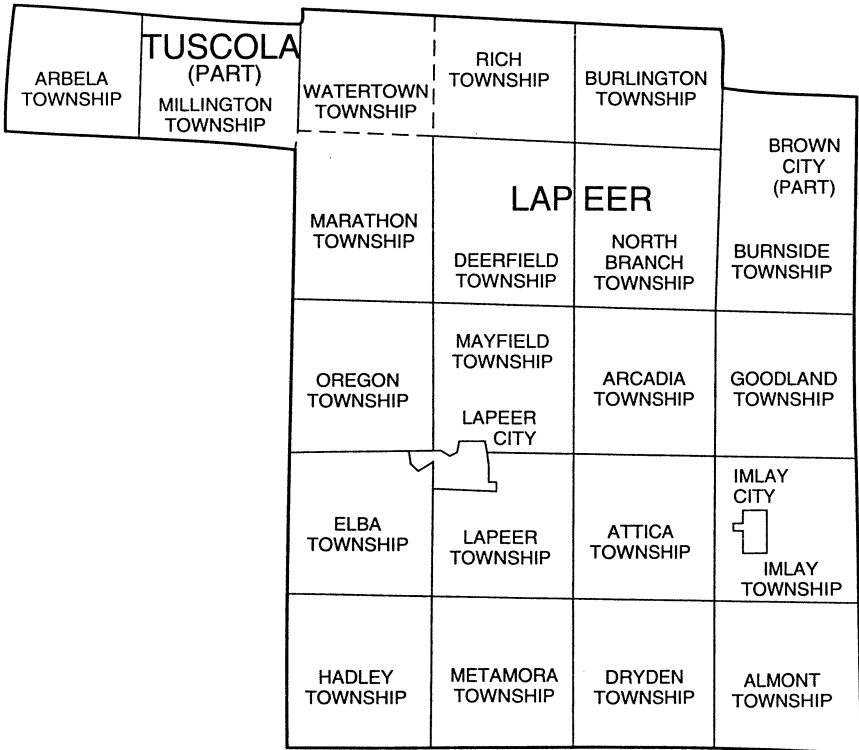 TUSCOLA
(PART)
ARBELA
TOWNSHIP
MILLINGTON
TOWNSHIP
WATERTOWN
TOWNSHIP
RICH
TOWNSHIP
BURLINGTON
TOWNSHIP
BROWN
CITY
(PART)
LAPEER
MARATHON
TOWNSHIP
DEERFIELD
TOWNSHIP
NORTH
BRANCH
TOWNSHIP
BURNSIDE
TOWNSHIP
OREGON
TOWNSHIP
MAYFIELD
TOWNSHIP
LAPEER
CITY
ARCADIA
TOWNSHIP
GOODLAND
TOWNSHIP
ELBA
TOWNSHIP
LAPEER
TOWNSHIP
ATTICA
TOWNSHIP
IMLAY
CITY
IMLAY
TOWNSHIP
HADLEY
TOWNSHIP
METAMORA
TOWNSHIP
DRYDEN
TOWNSHIP
ALMONT
TOWNSHIP